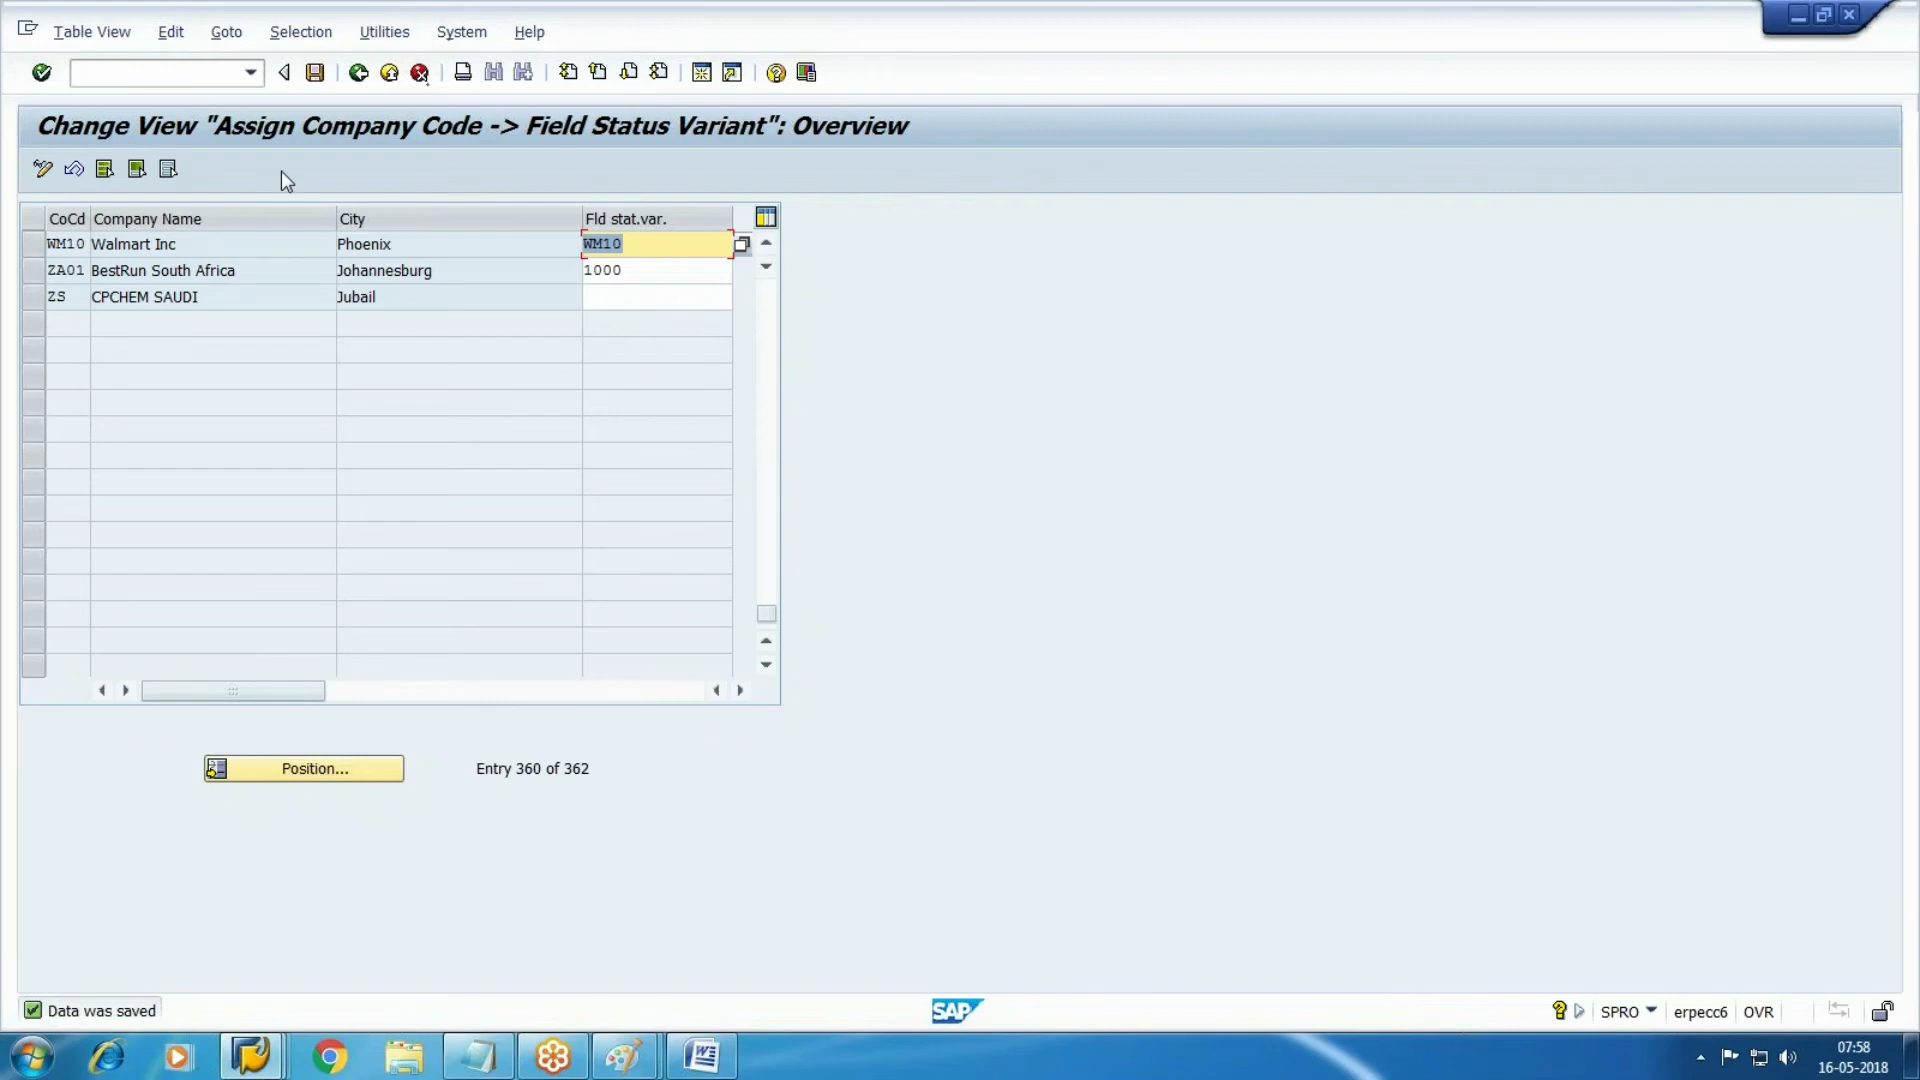 Table View Edit Goto Selection Utilities System Help
Change View "Assign Company Code -> Field Status Variant": Overview
CoCd Company Name City Fld stat.var.
WM10 Walmart Inc Phoenix WM10
ZA01 BestRun South Africa Johannesburg 1000
ZS CPCHEM SAUDI Jubail
Position... Entry 360 of 362
Data was saved SAP SPRO erpecc6 OVR
07:58
16-05-2018